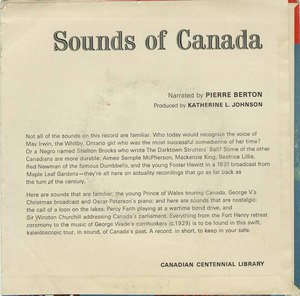 Sounds of Canada
Narrated by PIERRE BERTON
Produced by KATHERINE L. JOHNSON
Not all of the sounds on this record are familiar. Who today would recognize the voice of
May Irwin, the Whitby, Ontario girl who was the most successful comedienne of her time?
Or a Negro named Shelton Brooks who wrote The Darktown Strutters' Ball? Some of the other
Canadians are more durable: Aimee Semple McPherson, Mackenzie King, Beatrice Lillie,
Red Newman of the famous Dumbbells, and the young Foster Hewitt in a 1931 broadcast from
Maple Leaf Gardens—they're all here on actuality recordings that go as far back as
the turn of the century.
Here are sounds that are familiar: the young Prince of Wales touring Canada, George V's
Christmas broadcast and Oscar Peterson's piano; and here are sounds that are nostalgic:
the call of a loon on the lakes, Percy Faith playing at a wartime bond drive, and
Sir Winston Churchill addressing Canada's parliament. Everything from the Fort Henry retreat
ceremony to the music of George Wade's cornhuskers (c.1928) is to be found in this swift,
kaleidoscopic tour, in sound, of Canada's past. A record, in short, to keep in your safe.
CANADIAN CENTENNIAL LIBRARY